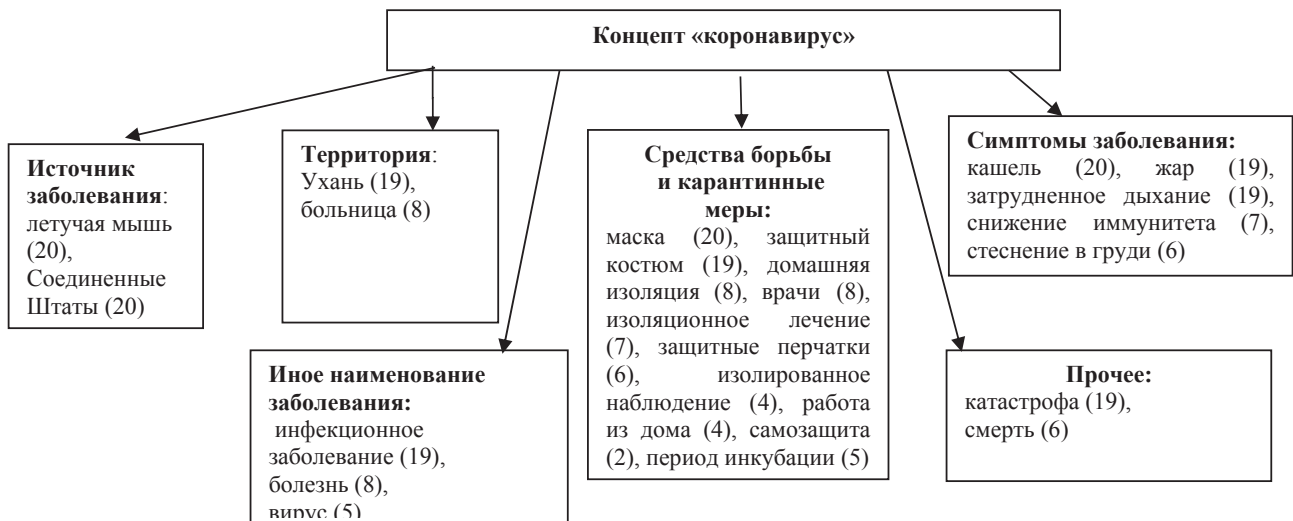 Концепт «коронавирус»
Источник
заболевания:
летучая мышь
(20),
Соединенные
Штаты (20)
Территория:
Ухань (19),
больница (8)
Средства борьбы
и карантинные
меры:
маска (20), защитный
костюм (19), домашняя
изоляция (8), врачи (8),
изоляционное лечение
(7), защитные перчатки
(6), изолированное
наблюдение (4), работа
из дома (4), самозащита
(2), период инкубации (5)
Симптомы заболевания:
кашель (20), жар (19),
затрудненное дыхание (19),
снижение иммунитета (7),
стеснение в груди (6)
Иное наименование
заболевания:
инфекционное
заболевание (19),
болезнь (8),
вирус (5)
Прочее:
катастрофа (19),
смерть (6)